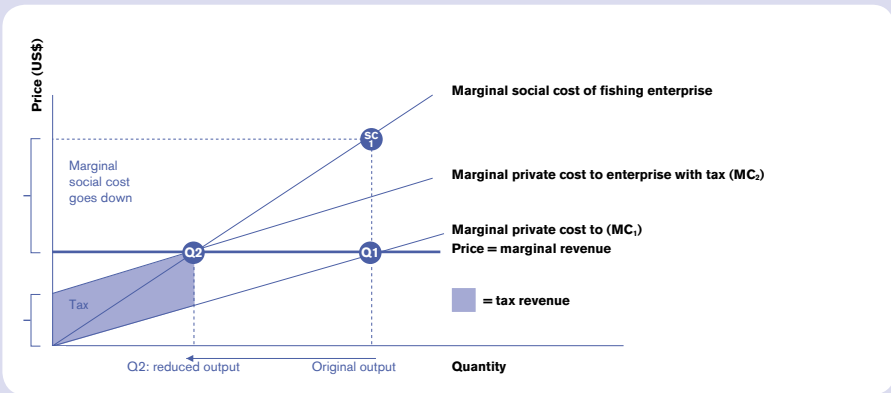 Price (US$)
Marginal social cost of fishing enterprise
SC
1
Marginal
social cost
goes down
Marginal private cost to enterprise with tax (MC₂)
Marginal private cost to (MC₁)
Price = marginal revenue
Q2
Q1
Tax
= tax revenue
Q2: reduced output
Original output
Quantity